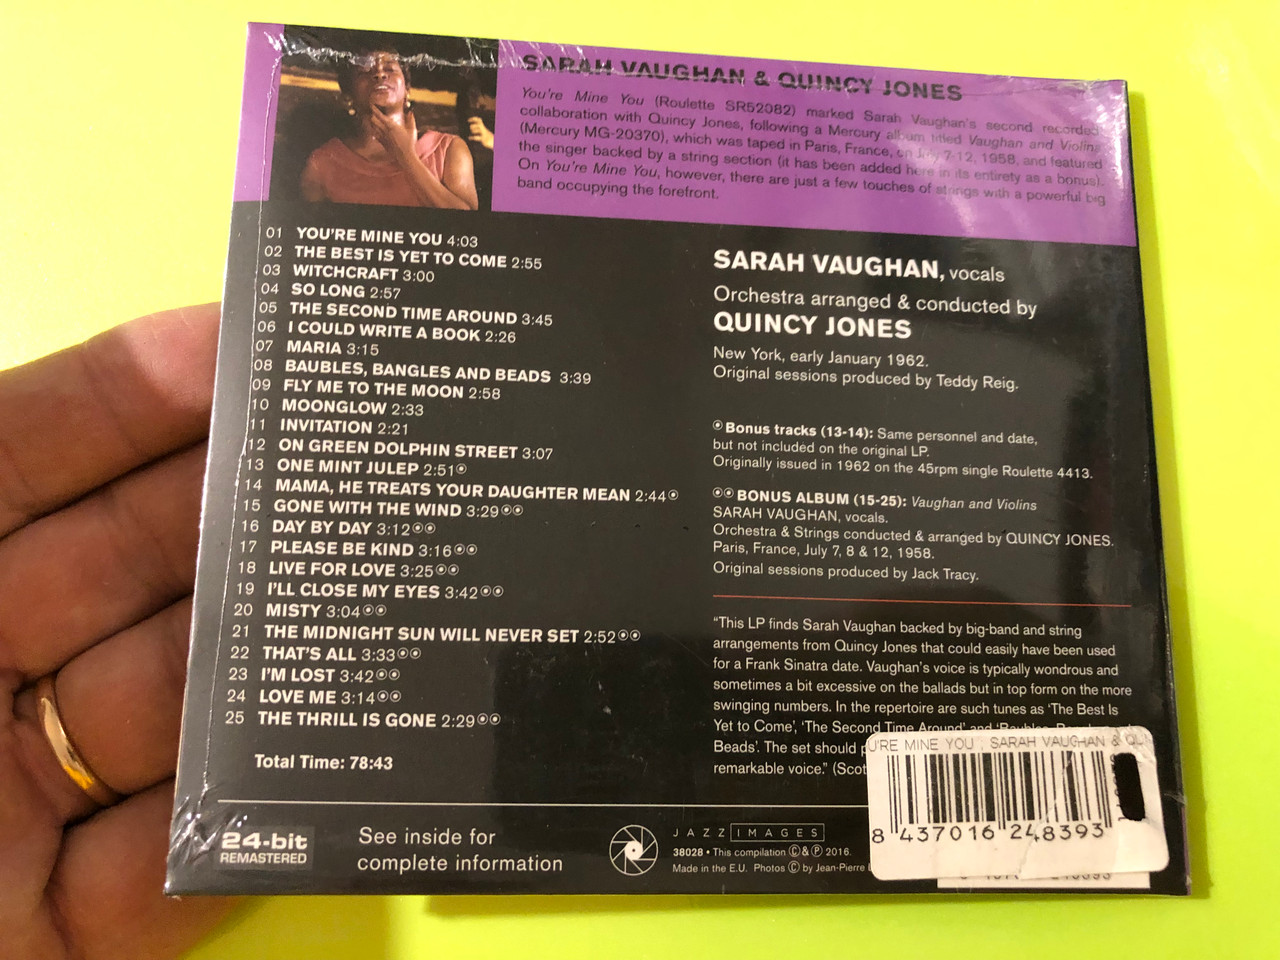 SARAH VAUGHAN & QUINCY JONES
You're Mine You (Roulette SR52082) marked Sarah Vaughan's second recorded
collaboration with Quincy Jones, following a Mercury album titled Vaughan and Violins
(Mercury MG-20370), which was taped in Paris, France, on July 7-12, 1958, and featured
the singer backed by a string section (it has been added here in its entirety as a bonus).
On You're Mine You, however, there are just a few touches of strings with a powerful big
band occupying the forefront.
01 YOU'RE MINE YOU 4:03
02 THE BEST IS YET TO COME 2:55
03 WITCHCRAFT 3:00
04 SO LONG 2:57
05 THE SECOND TIME AROUND 3:45
06 I COULD WRITE A BOOK 2:26
07 MARIA 3:15
08 BAUBLES, BANGLES AND BEADS 3:39
09 FLY ME TO THE MOON 2:58
10 MOONGLOW 2:33
11 INVITATION 2:21
12 ON GREEN DOLPHIN STREET 3:07
13 ONE MINT JULEP 2:51◉
14 MAMA, HE TREATS YOUR DAUGHTER MEAN 2:44◉
15 GONE WITH THE WIND 3:29◉◉
16 DAY BY DAY 3:12◉◉
17 PLEASE BE KIND 3:16◉◉
18 LIVE FOR LOVE 3:25◉◉
19 I'LL CLOSE MY EYES 3:42◉◉
20 MISTY 3:04◉◉
21 THE MIDNIGHT SUN WILL NEVER SET 2:52◉◉
22 THAT'S ALL 3:33◉◉
23 I'M LOST 3:42◉◉
24 LOVE ME 3:14◉◉
25 THE THRILL IS GONE 2:29◉◉
Total Time: 78:43
SARAH VAUGHAN, vocals
Orchestra arranged & conducted by
QUINCY JONES
New York, early January 1962.
Original sessions produced by Teddy Reig.
◉Bonus tracks (13-14): Same personnel and date,
but not included on the original LP.
Originally issued in 1962 on the 45rpm single Roulette 4413.
◉◉BONUS ALBUM (15-25): Vaughan and Violins
SARAH VAUGHAN, vocals.
Orchestra & Strings conducted & arranged by QUINCY JONES.
Paris, France, July 7, 8 & 12, 1958.
Original sessions produced by Jack Tracy.
"This LP finds Sarah Vaughan backed by big-band and string
arrangements from Quincy Jones that could easily have been used
for a Frank Sinatra date. Vaughan's voice is typically wondrous and
sometimes a bit excessive on the ballads but in top form on the more
swinging numbers. In the repertoire are such tunes as 'The Best Is
Yet to Come', 'The Second Time Around' and
Beads'. The set should
remarkable voice." (Scot
U'RE MINE YOU ; SARAH VAUGHAN & QU
8 437016 248393
24-bit
REMASTERED
See inside for
complete information
JAZZ IMAGES
38028 • This compilation Ⓒ & Ⓟ 2016.
Made in the E.U. Photos Ⓒ by Jean-Pierre